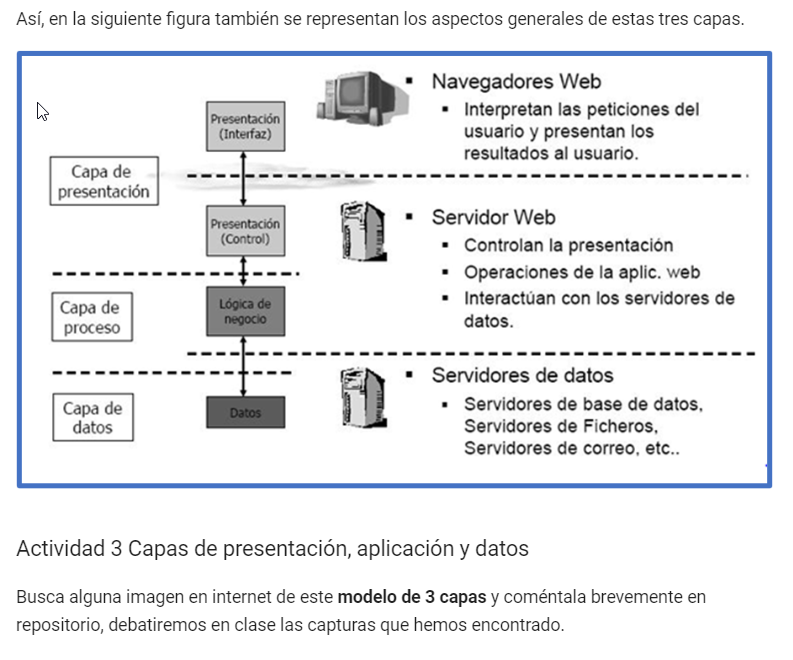 Así, en la siguiente figura también se representan los aspectos generales de estas tres capas.
Presentación
(Interfaz)
▪ Navegadores Web
▪ Interpretan las peticiones del
usuario y presentan los
resultados al usuario.
Capa de
presentación
Presentación
(Control)
▪ Servidor Web
▪ Controlan la presentación
▪ Operaciones de la aplic. web
▪ Interactúan con los servidores de
datos.
Capa de
proceso
Lógica de
negocio
▪ Servidores de datos
▪ Servidores de base de datos,
Servidores de Ficheros,
Servidores de correo, etc..
Capa de
datos
Datos
Actividad 3 Capas de presentación, aplicación y datos
Busca alguna imagen en internet de este modelo de 3 capas y coméntala brevemente en
repositorio, debatiremos en clase las capturas que hemos encontrado.